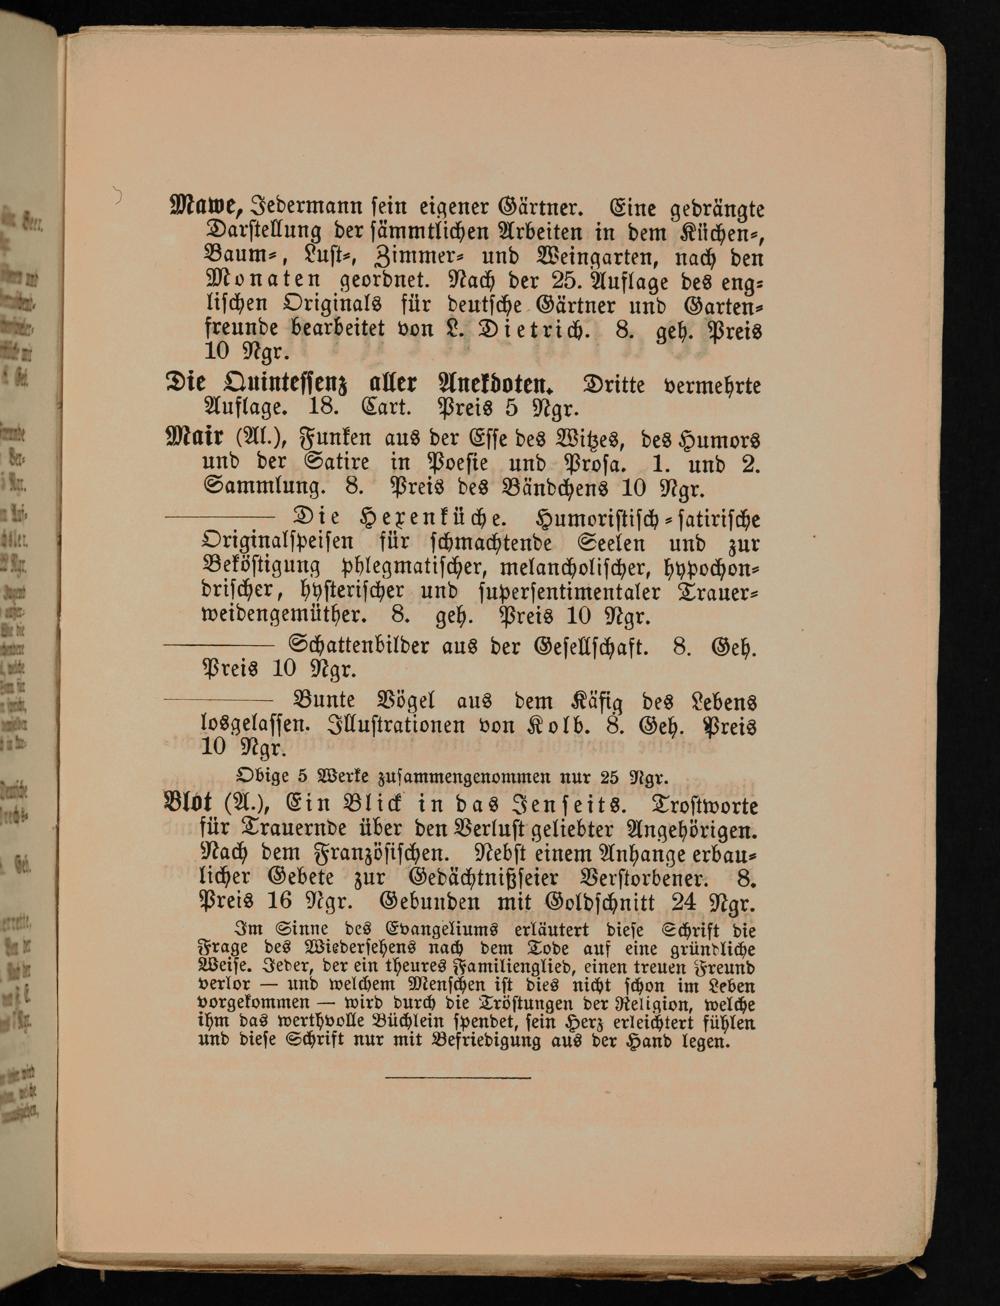 Mawe, Jedermann sein eigener Gärtner. Eine gedrängte
Darstellung der sämmtlichen Arbeiten in dem Küchen-,
Baum-, Lust-, Zimmer- und Weingarten, nach den
Monaten geordnet. Nach der 25. Auflage des eng-
lischen Originals für deutsche Gärtner und Garten-
freunde bearbeitet von L. Dietrich. 8. geh. Preis
10 Ngr.
Die Quintessenz aller Anekdoten. Dritte vermehrte
Auflage. 18. Cart. Preis 5 Ngr.
Mair (Al.), Funken aus der Esse des Witzes, des Humors
und der Satire in Poesie und Prosa. 1. und 2.
Sammlung. 8. Preis des Bändchens 10 Ngr.
——— Die Hexenküche. Humoristisch-satirische
Originalspeisen für schmachtende Seelen und zur
Beköstigung phlegmatischer, melancholischer, hypochon-
drischer, hysterischer und supersentimentaler Trauer-
weidengemüther. 8. geh. Preis 10 Ngr.
——— Schattenbilder aus der Gesellschaft. 8. Geh.
Preis 10 Ngr.
——— Bunte Vögel aus dem Käfig des Lebens
losgelassen. Illustrationen von Kolb. 8. Geh. Preis
10 Ngr.
Obige 5 Werke zusammengenommen nur 25 Ngr.
Blot (A.), Ein Blick in das Jenseits. Trostworte
für Trauernde über den Verlust geliebter Angehörigen.
Nach dem Französischen. Nebst einem Anhange erbau-
licher Gebete zur Gedächtnißfeier Verstorbener. 8.
Preis 16 Ngr. Gebunden mit Goldschnitt 24 Ngr.
Im Sinne des Evangeliums erläutert diese Schrift die
Frage des Wiedersehens nach dem Tode auf eine gründliche
Weise. Jeder, der ein theures Familienglied, einen treuen Freund
verlor — und welchem Menschen ist dies nicht schon im Leben
vorgekommen — wird durch die Tröstungen der Religion, welche
ihm das werthvolle Büchlein spendet, sein Herz erleichtert fühlen
und diese Schrift nur mit Befriedigung aus der Hand legen.